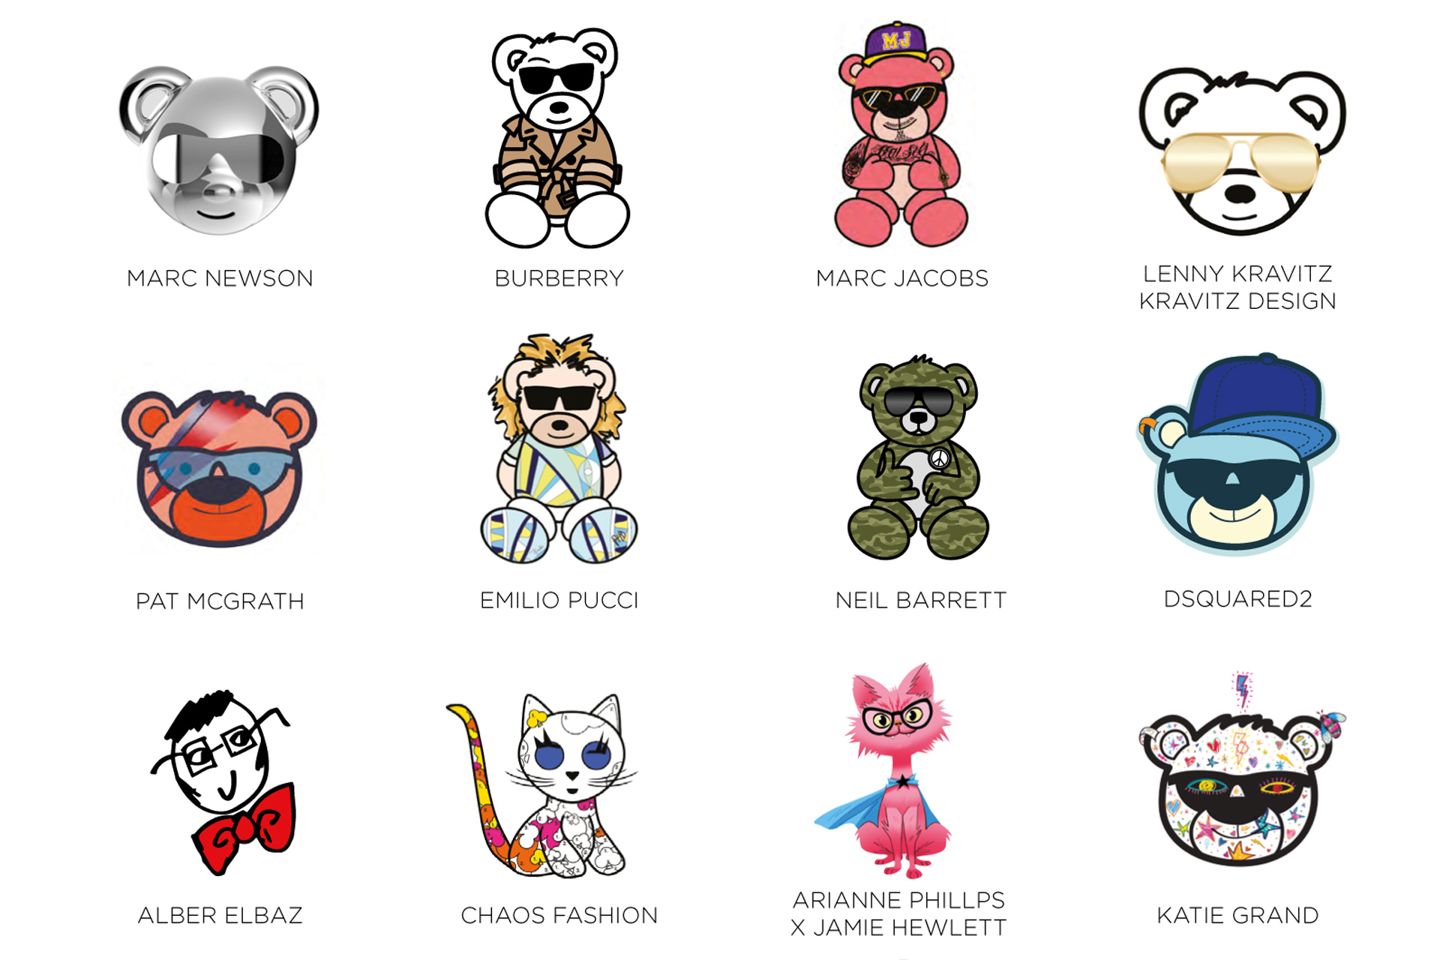 MJ
MARC NEWSON
BURBERRY
MARC JACOBS
LENNY KRAVITZ
KRAVITZ DESIGN
PAT MCGRATH
EMILIO PUCCI
NEIL BARRETT
DSQUARED2
ALBER ELBAZ
CHAOS FASHION
ARIANNE PHILLPS
X JAMIE HEWLETT
KATIE GRAND